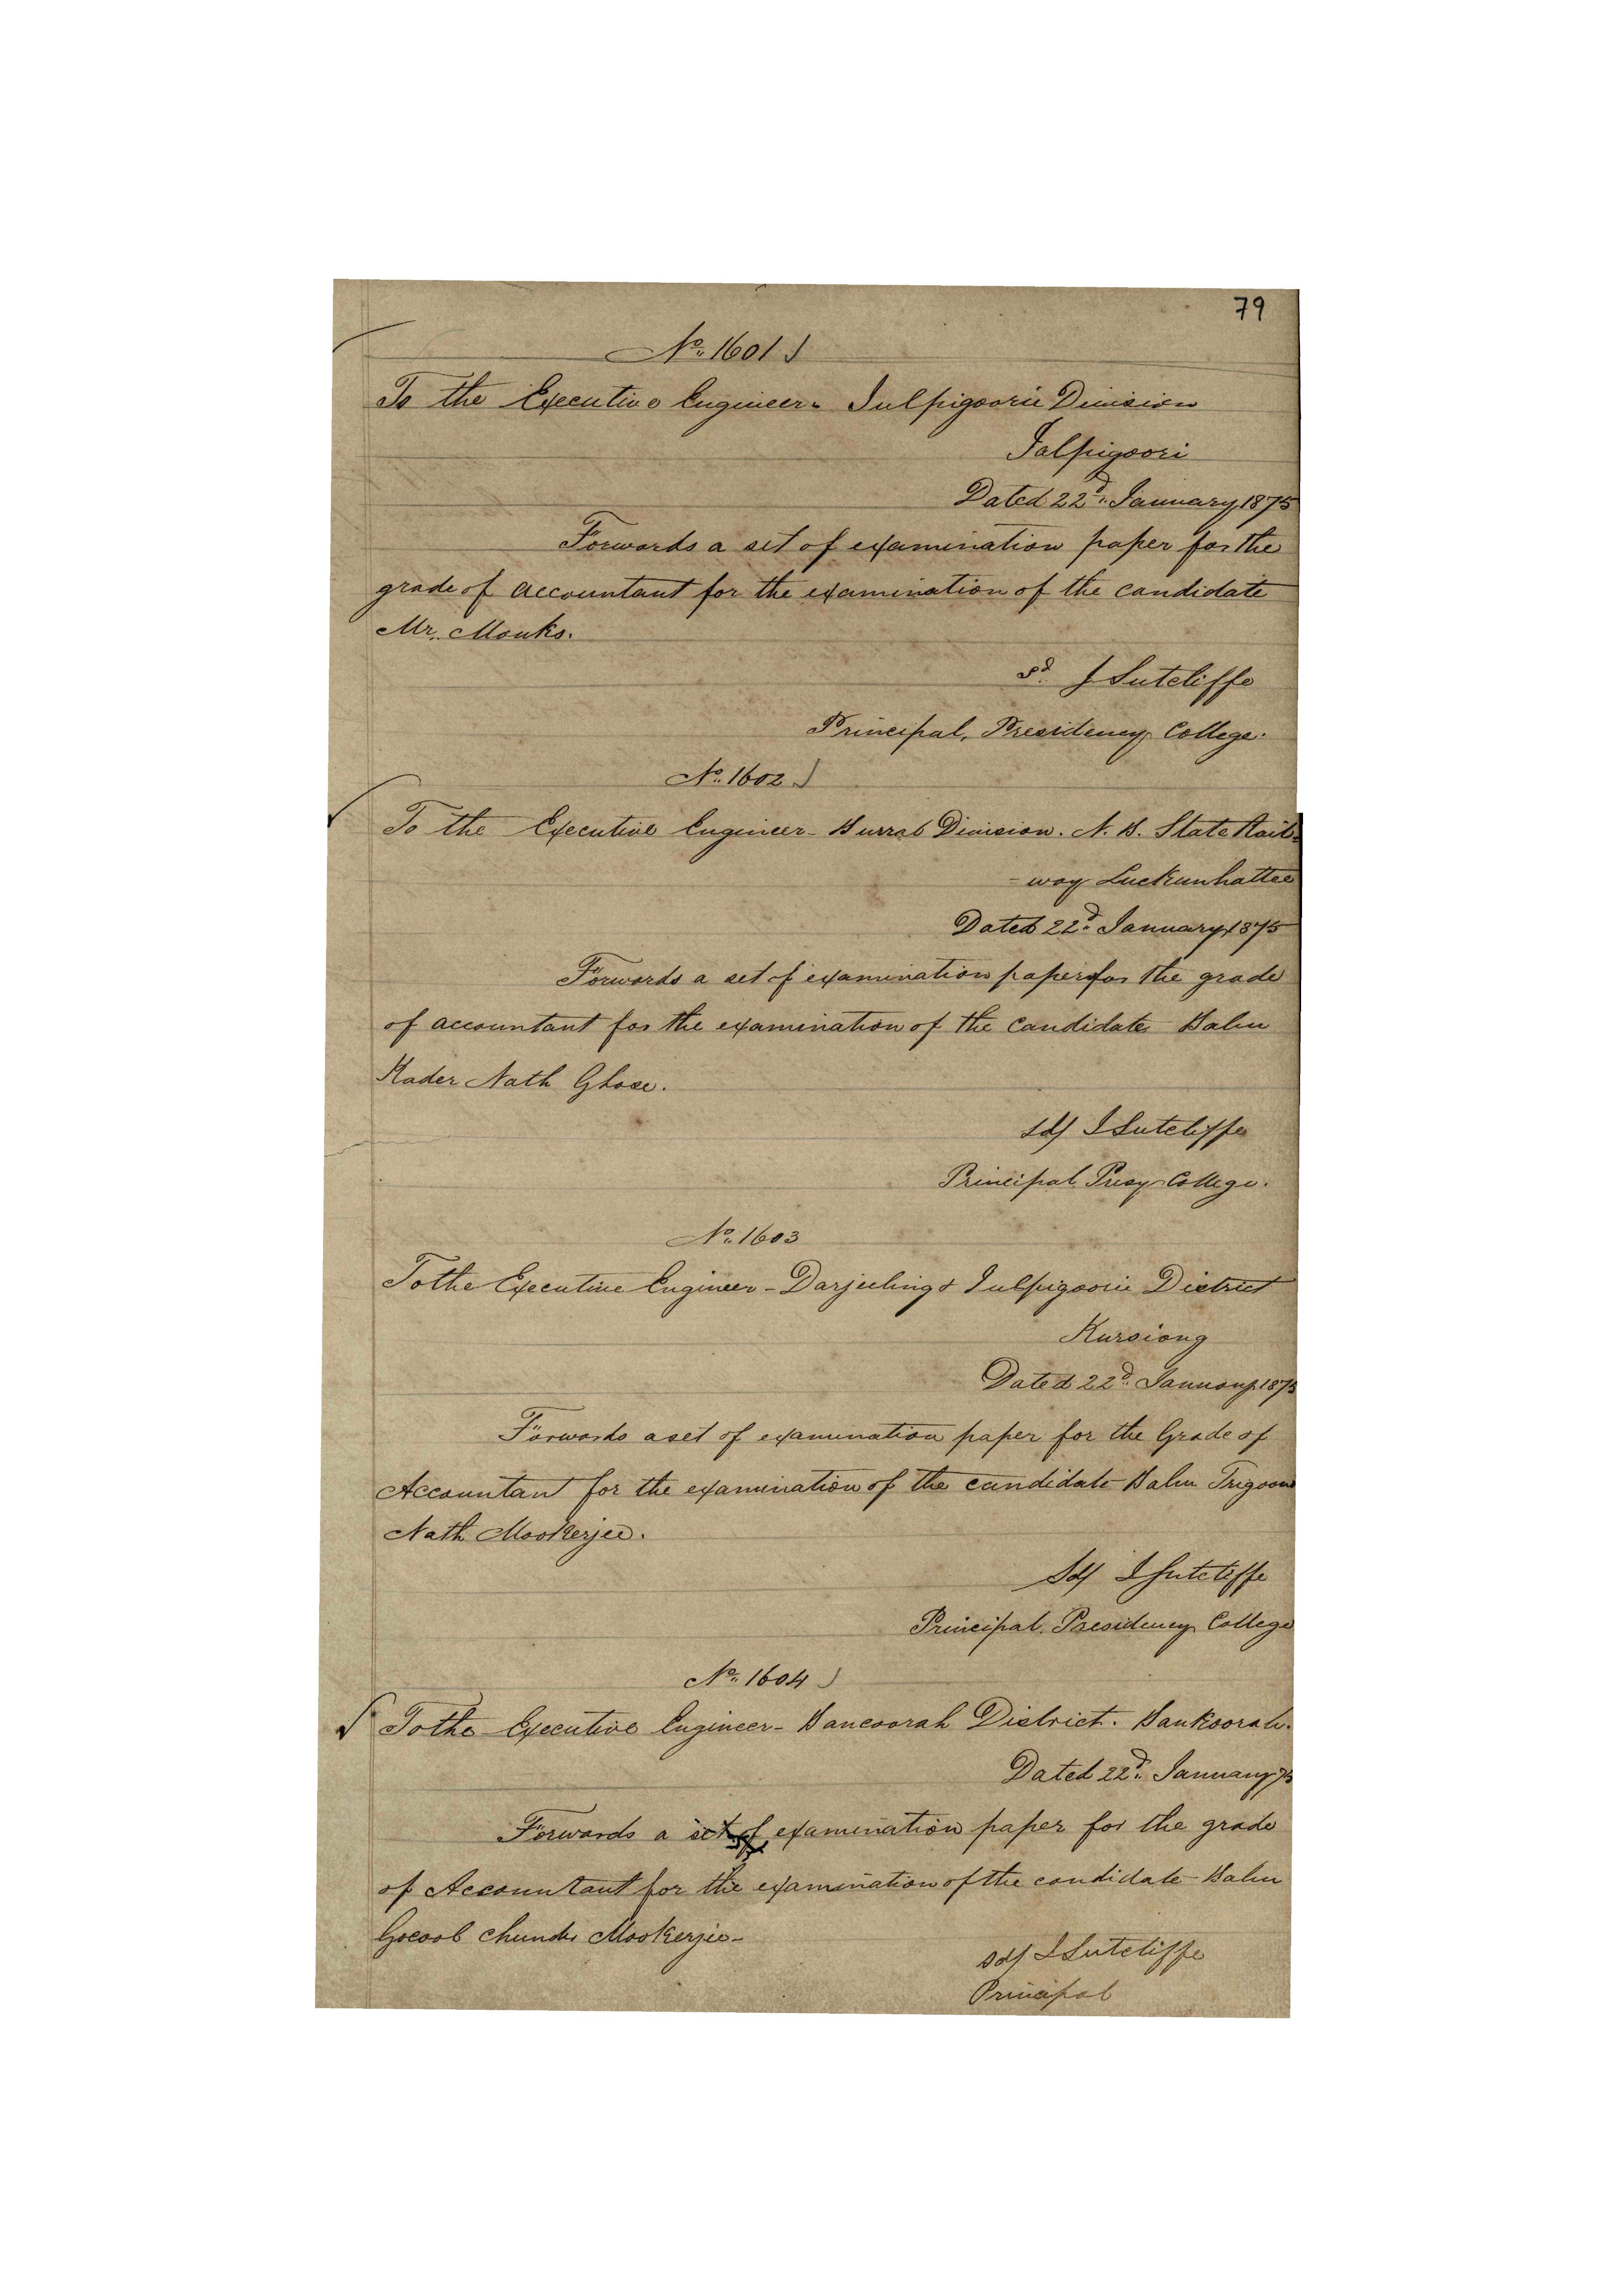 79
No. 1601
To the Executive Engineer - Julpigoorie Division
Jalpigoori
Dated 22d. January 1875
Forwards a set of examination paper for the
grade of accountant for the examination of the candidate
Mr. Monks.
Sd. J Sutcliffe
Principal, Presidency College.
No. 1602
To the Executive Engineer - Division. N. B. State Rail-
-way Luckunhattee
Dated 22d. January 1875
Forwards a set of examination paper for the grade
of accountant for the examination of the candidate Babu
Kader Nath Ghose.
Sd/ J Sutcliffe
Principal Presy College.
No. 1603
To the Executive Engineer - Darjeeling & Julpigoorie District
Kursiong
Dated 22d. January 1875
Forwards a set of examination paper for the Grade of
Accountant for the examination of the candidate Babu
Nath Mookerjee.
Sd/ J Sutcliffe
Principal. Presidency College
No. 1604
To the Executive Engineer - Bancoorah District. Bankoorah.
Dated 22d. January 75
Forwards a set of examination paper for the grade
of Accountant for the examination of the candidate Babu
Gocool Chunder Mookerjie -
Sd/ J Sutcliffe
Principal